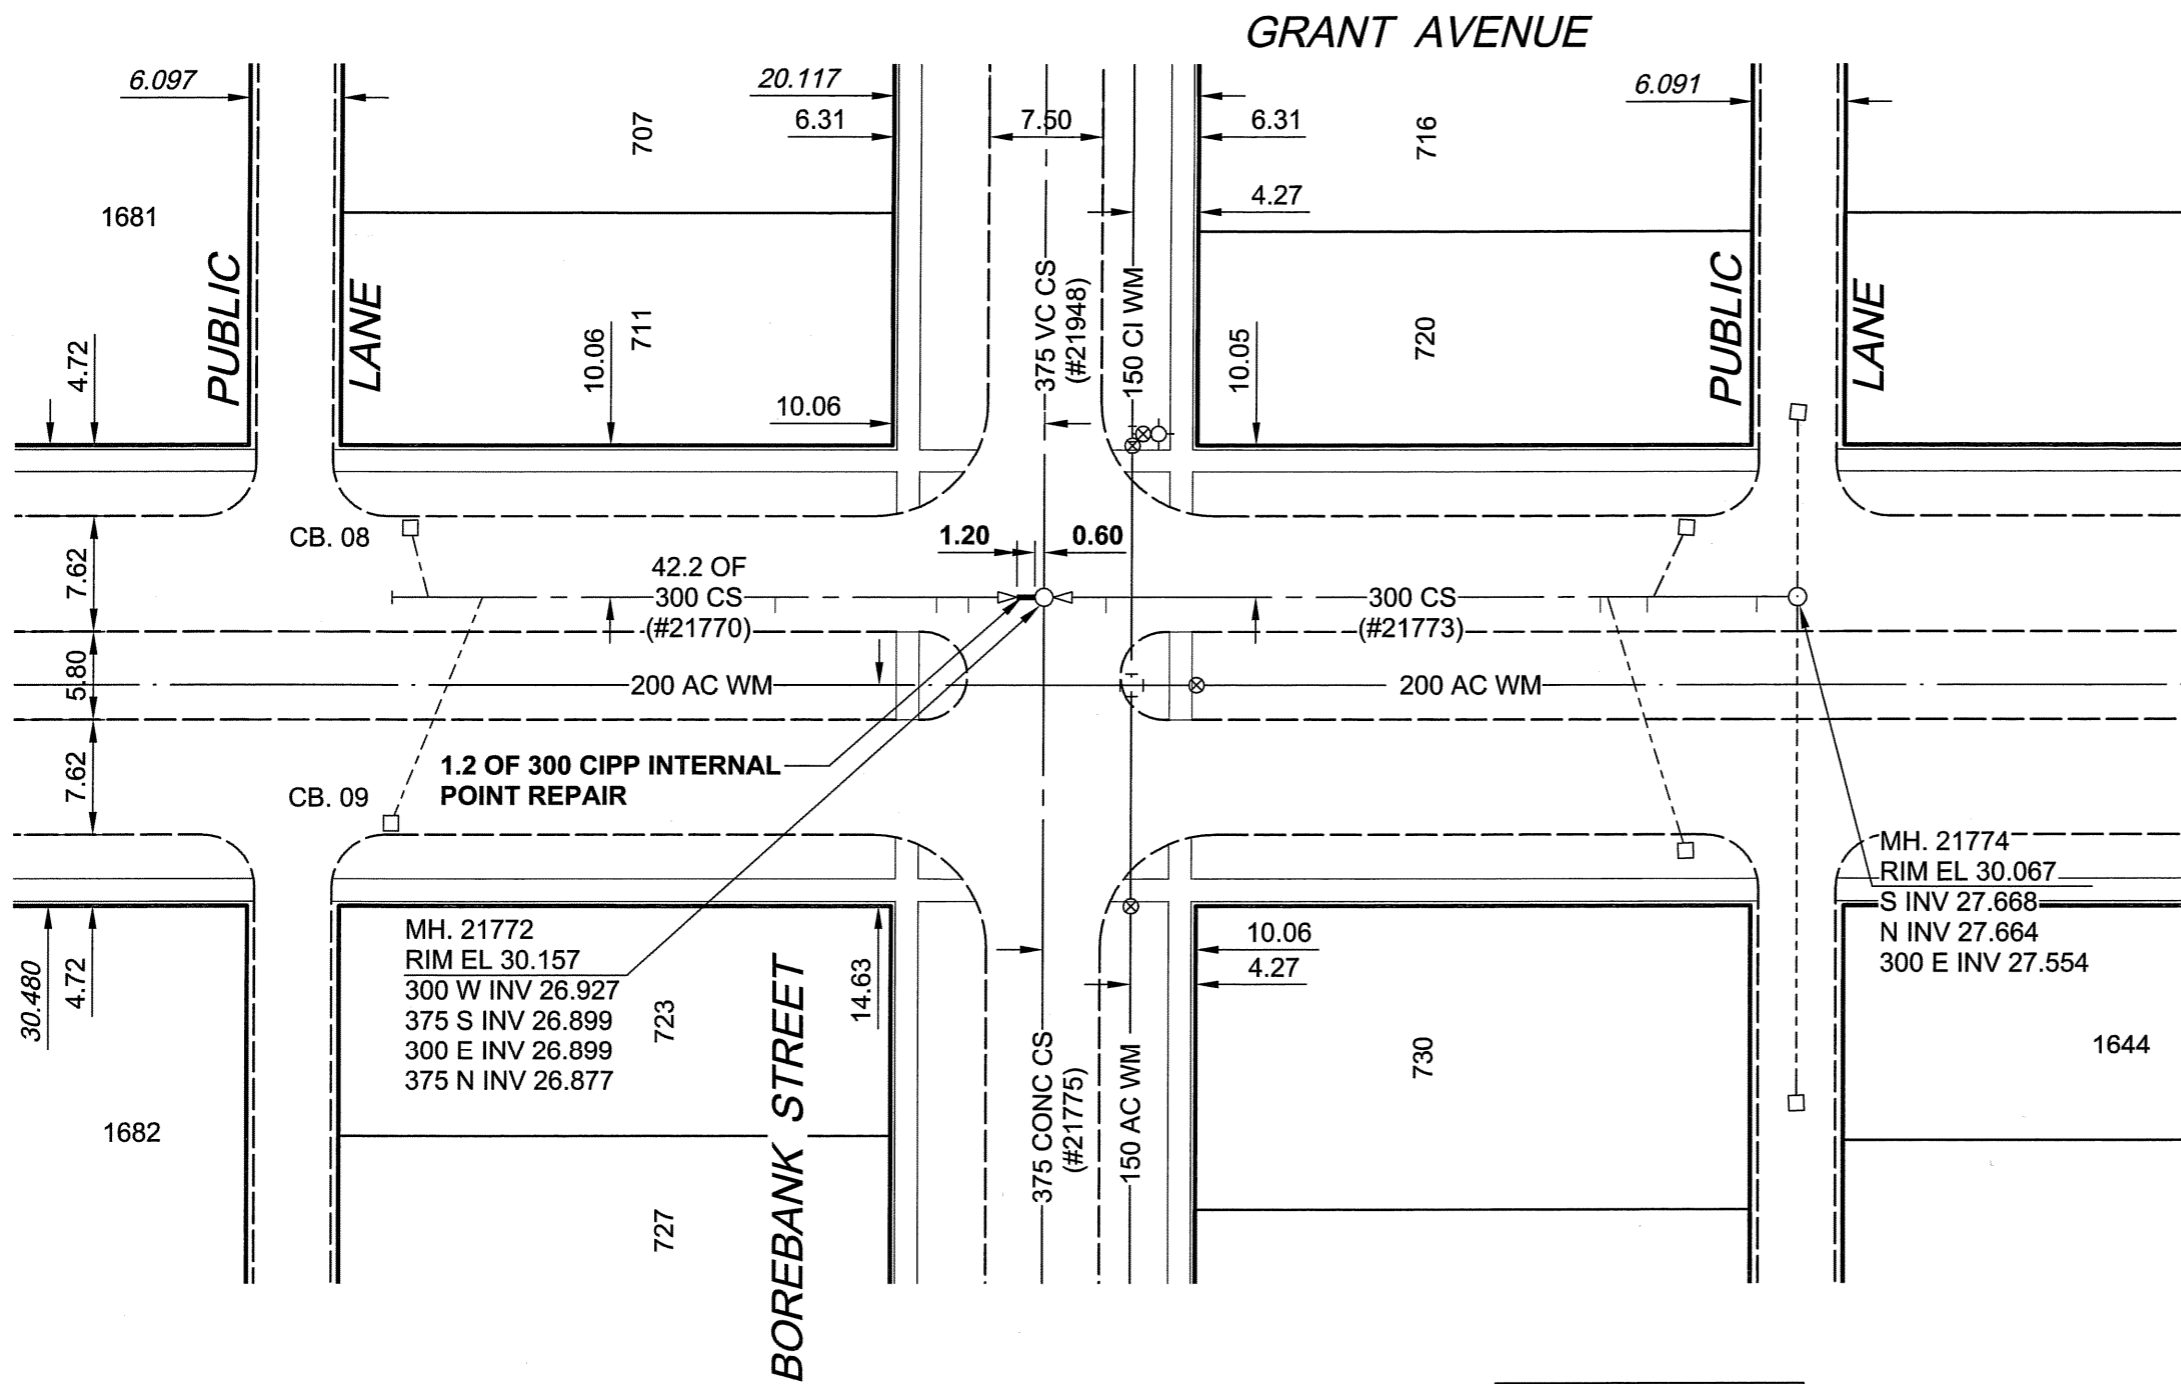 GRANT AVENUE
6.097
20.117
6.091
6.31
7.50
6.31
707
716
4.27
1681
PUBLIC
LANE
711
10.06
4.72
10.06
375 VC CS
(#21948)
150 CI WM
10.05
720
PUBLIC
LANE
CB. 08
1.20
0.60
7.62
42.2 OF
300 CS
(#21770)
300 CS
(#21773)
5.80
200 AC WM
200 AC WM
7.62
1.2 OF 300 CIPP INTERNAL
POINT REPAIR
CB. 09
MH. 21774
RIM EL 30.067
S INV 27.668
N INV 27.664
300 E INV 27.554
MH. 21772
RIM EL 30.157
300 W INV 26.927
375 S INV 26.899
300 E INV 26.899
375 N INV 26.877
30.480
4.72
723
14.63
10.06
4.27
BOREBANK STREET
375 CONC CS
(#21775)
150 AC WM
730
1644
1682
727